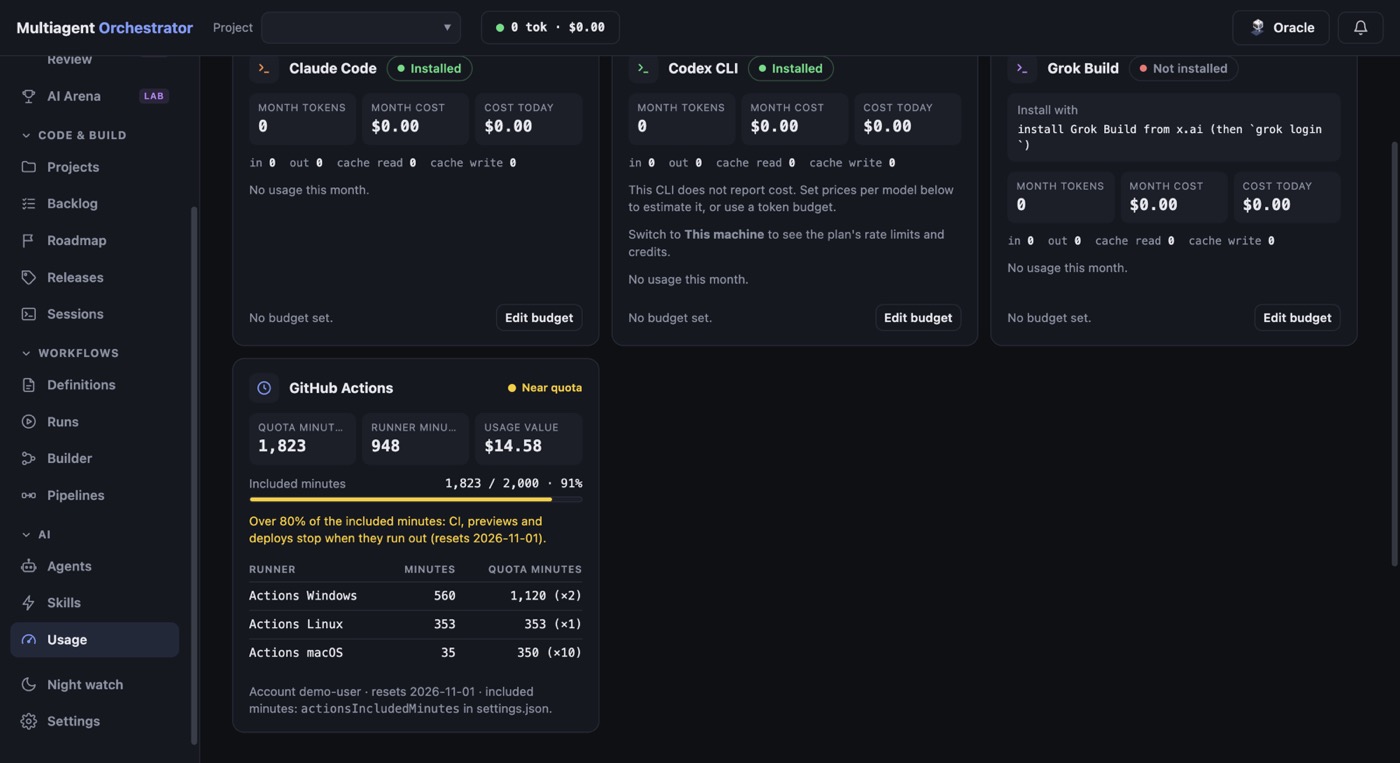 Multiagent Orchestrator
Project
0 tok · $0.00
Oracle
Review
AI Arena LAB
CODE & BUILD
Projects
Backlog
Roadmap
Releases
Sessions
WORKFLOWS
Definitions
Runs
Builder
Pipelines
AI
Agents
Skills
Usage
Night watch
Settings
Claude Code Installed
MONTH TOKENS MONTH COST COST TODAY
0 $0.00 $0.00
in 0 out 0 cache read 0 cache write 0
No usage this month.
No budget set. Edit budget
Codex CLI Installed
MONTH TOKENS MONTH COST COST TODAY
0 $0.00 $0.00
in 0 out 0 cache read 0 cache write 0
This CLI does not report cost. Set prices per model below
to estimate it, or use a token budget.
Switch to This machine to see the plan's rate limits and
credits.
No usage this month.
No budget set. Edit budget
Grok Build Not installed
Install with
install Grok Build from x.ai (then `grok login
`)
MONTH TOKENS MONTH COST COST TODAY
0 $0.00 $0.00
in 0 out 0 cache read 0 cache write 0
No usage this month.
No budget set. Edit budget
GitHub Actions Near quota
QUOTA MINUT... RUNNER MINU... USAGE VALUE
1,823 948 $14.58
Included minutes 1,823 / 2,000 · 91%
Over 80% of the included minutes: CI, previews and
deploys stop when they run out (resets 2026-11-01).
RUNNER MINUTES QUOTA MINUTES
Actions Windows 560 1,120 (×2)
Actions Linux 353 353 (×1)
Actions macOS 35 350 (×10)
Account demo-user · resets 2026-11-01 · included
minutes: actionsIncludedMinutes in settings.json.